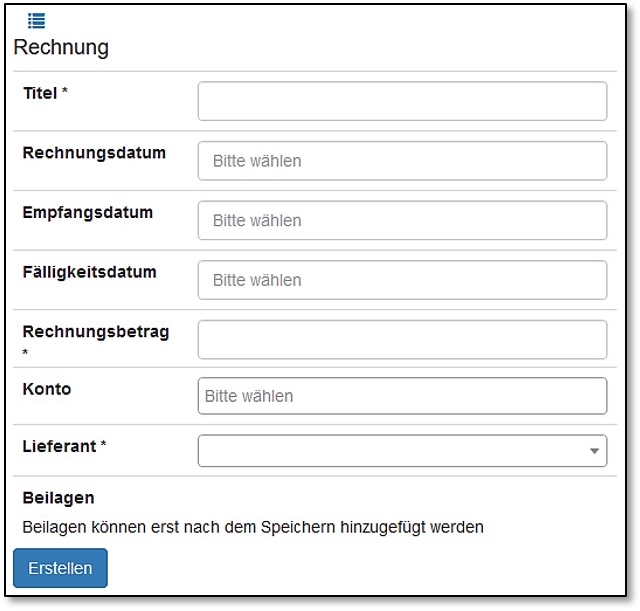 Rechnung
Titel *
Rechnungsdatum
Bitte wählen
Empfangsdatum
Bitte wählen
Fälligkeitsdatum
Bitte wählen
Rechnungsbetrag
*
Konto
Bitte wählen
Lieferant *
Beilagen
Beilagen können erst nach dem Speichern hinzugefügt werden
Erstellen